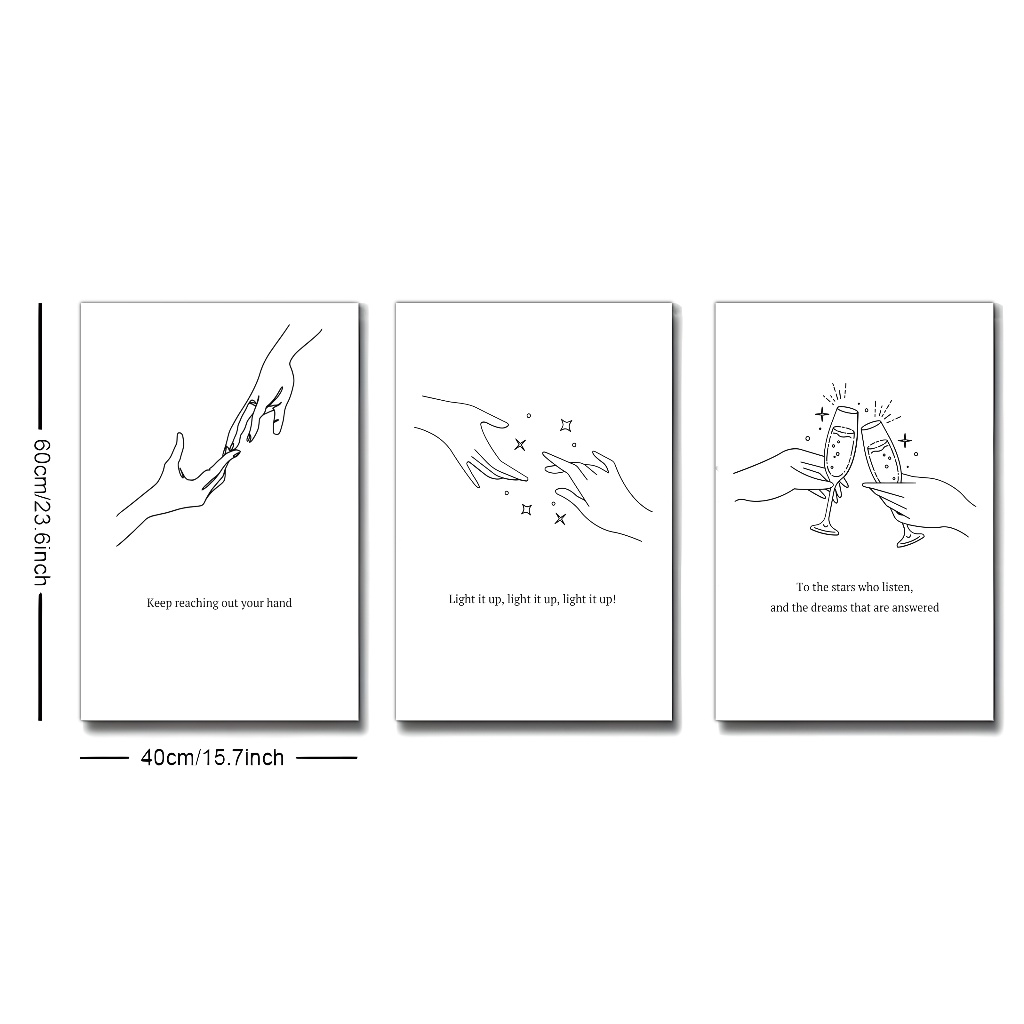 60cm/23.6inch
Keep reaching out your hand
Light it up, light it up, light it up!
To the stars who listen,
and the dreams that are answered
40cm/15.7inch